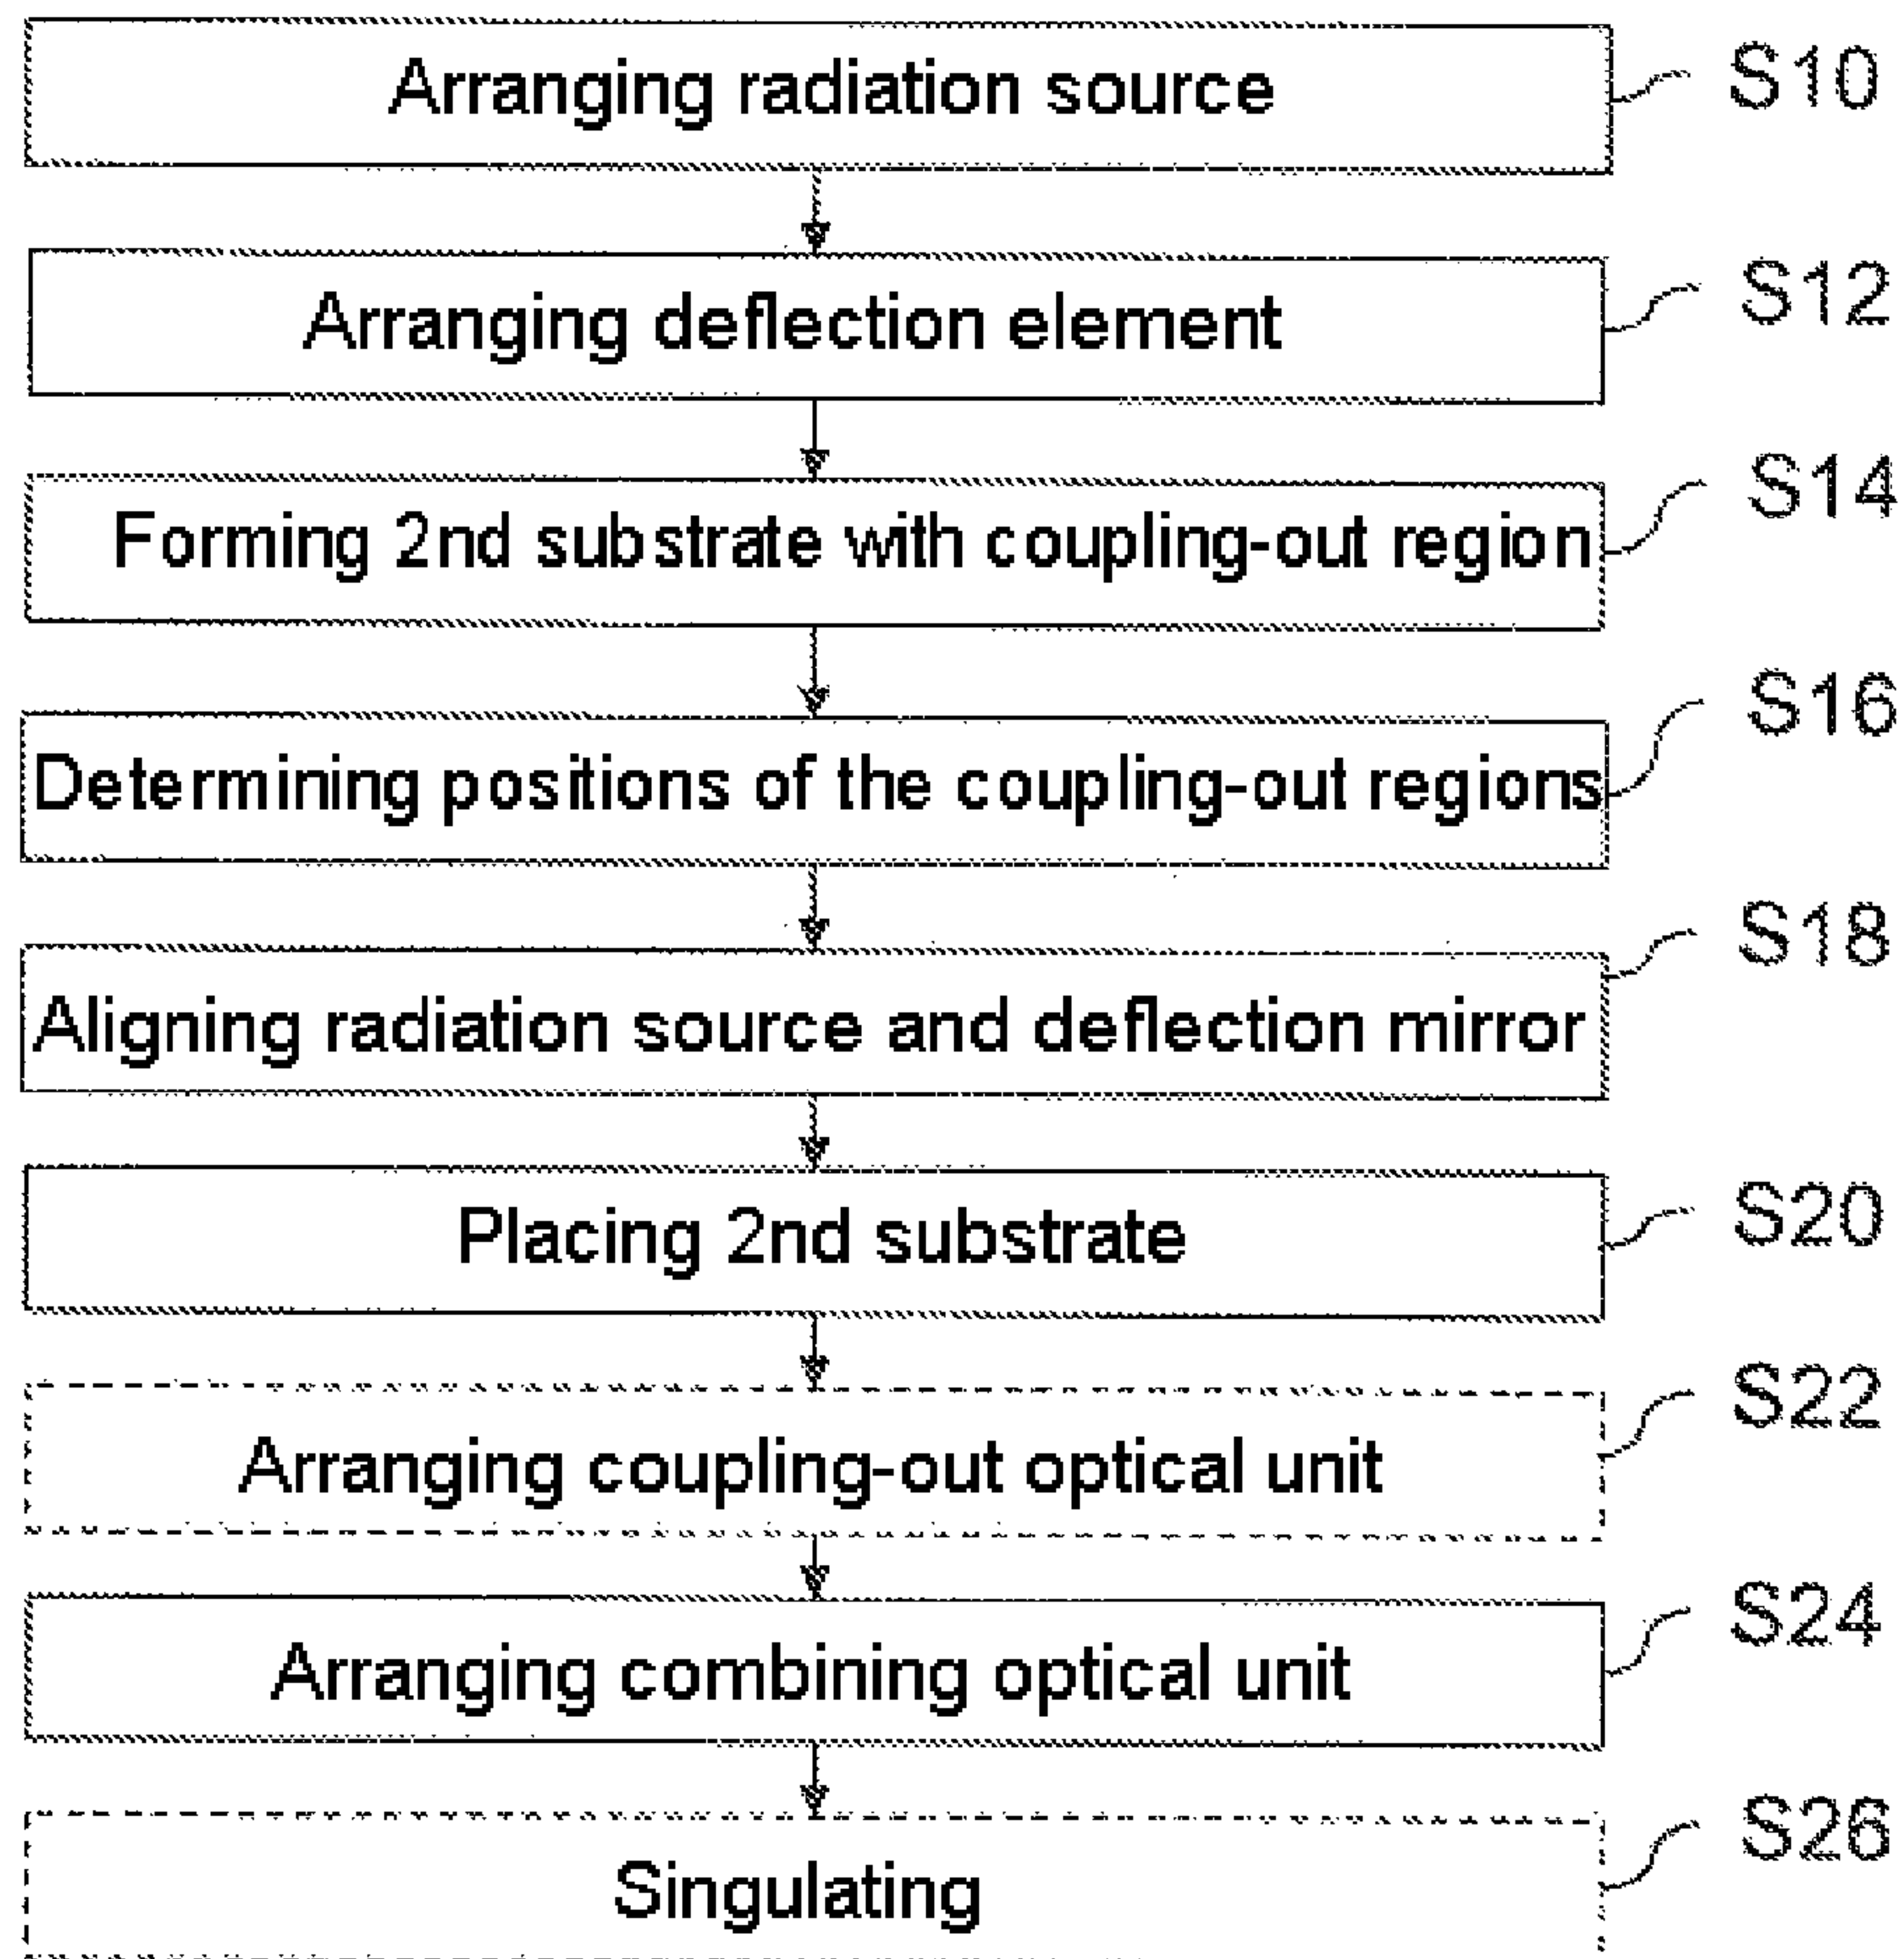 Arranging radiation source S10
Arranging deflection element S12
Forming 2nd substrate with coupling-out region S14
Determining positions of the coupling-out regions S16
Aligning radiation source and deflection mirror S18
Placing 2nd substrate S20
Arranging coupling-out optical unit S22
Arranging combining optical unit S24
Singulating S26